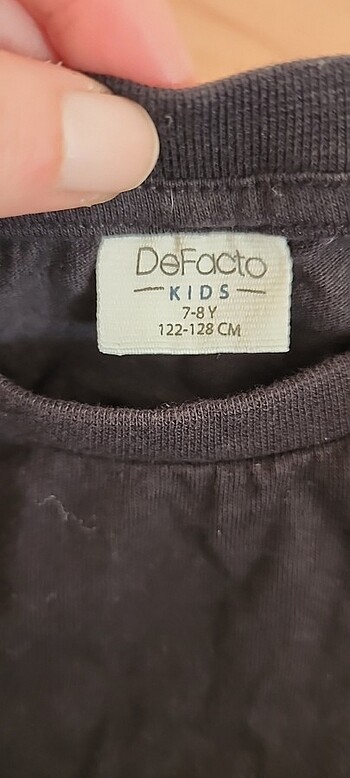 DeFacto
KIDS
7-8 Y
122-128 CM